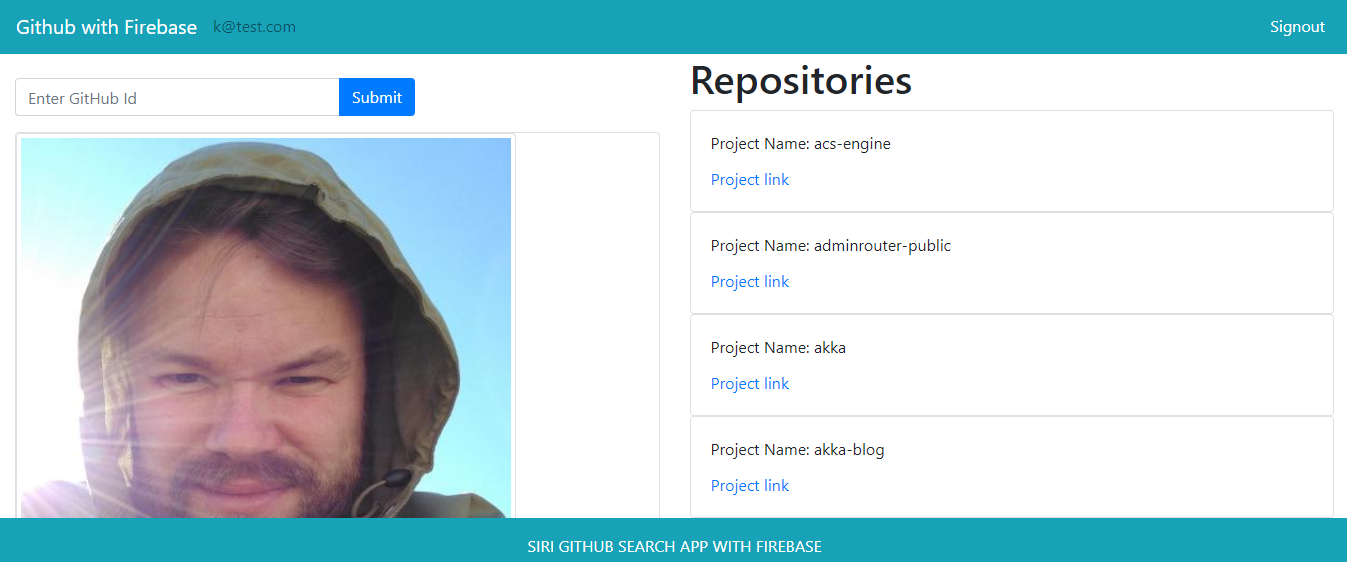 Github with Firebase k@test.com Signout
Enter GitHub Id Submit
Repositories
Project Name: acs-engine
Project link
Project Name: adminrouter-public
Project link
Project Name: akka
Project link
Project Name: akka-blog
Project link
SIRI GITHUB SEARCH APP WITH FIREBASE